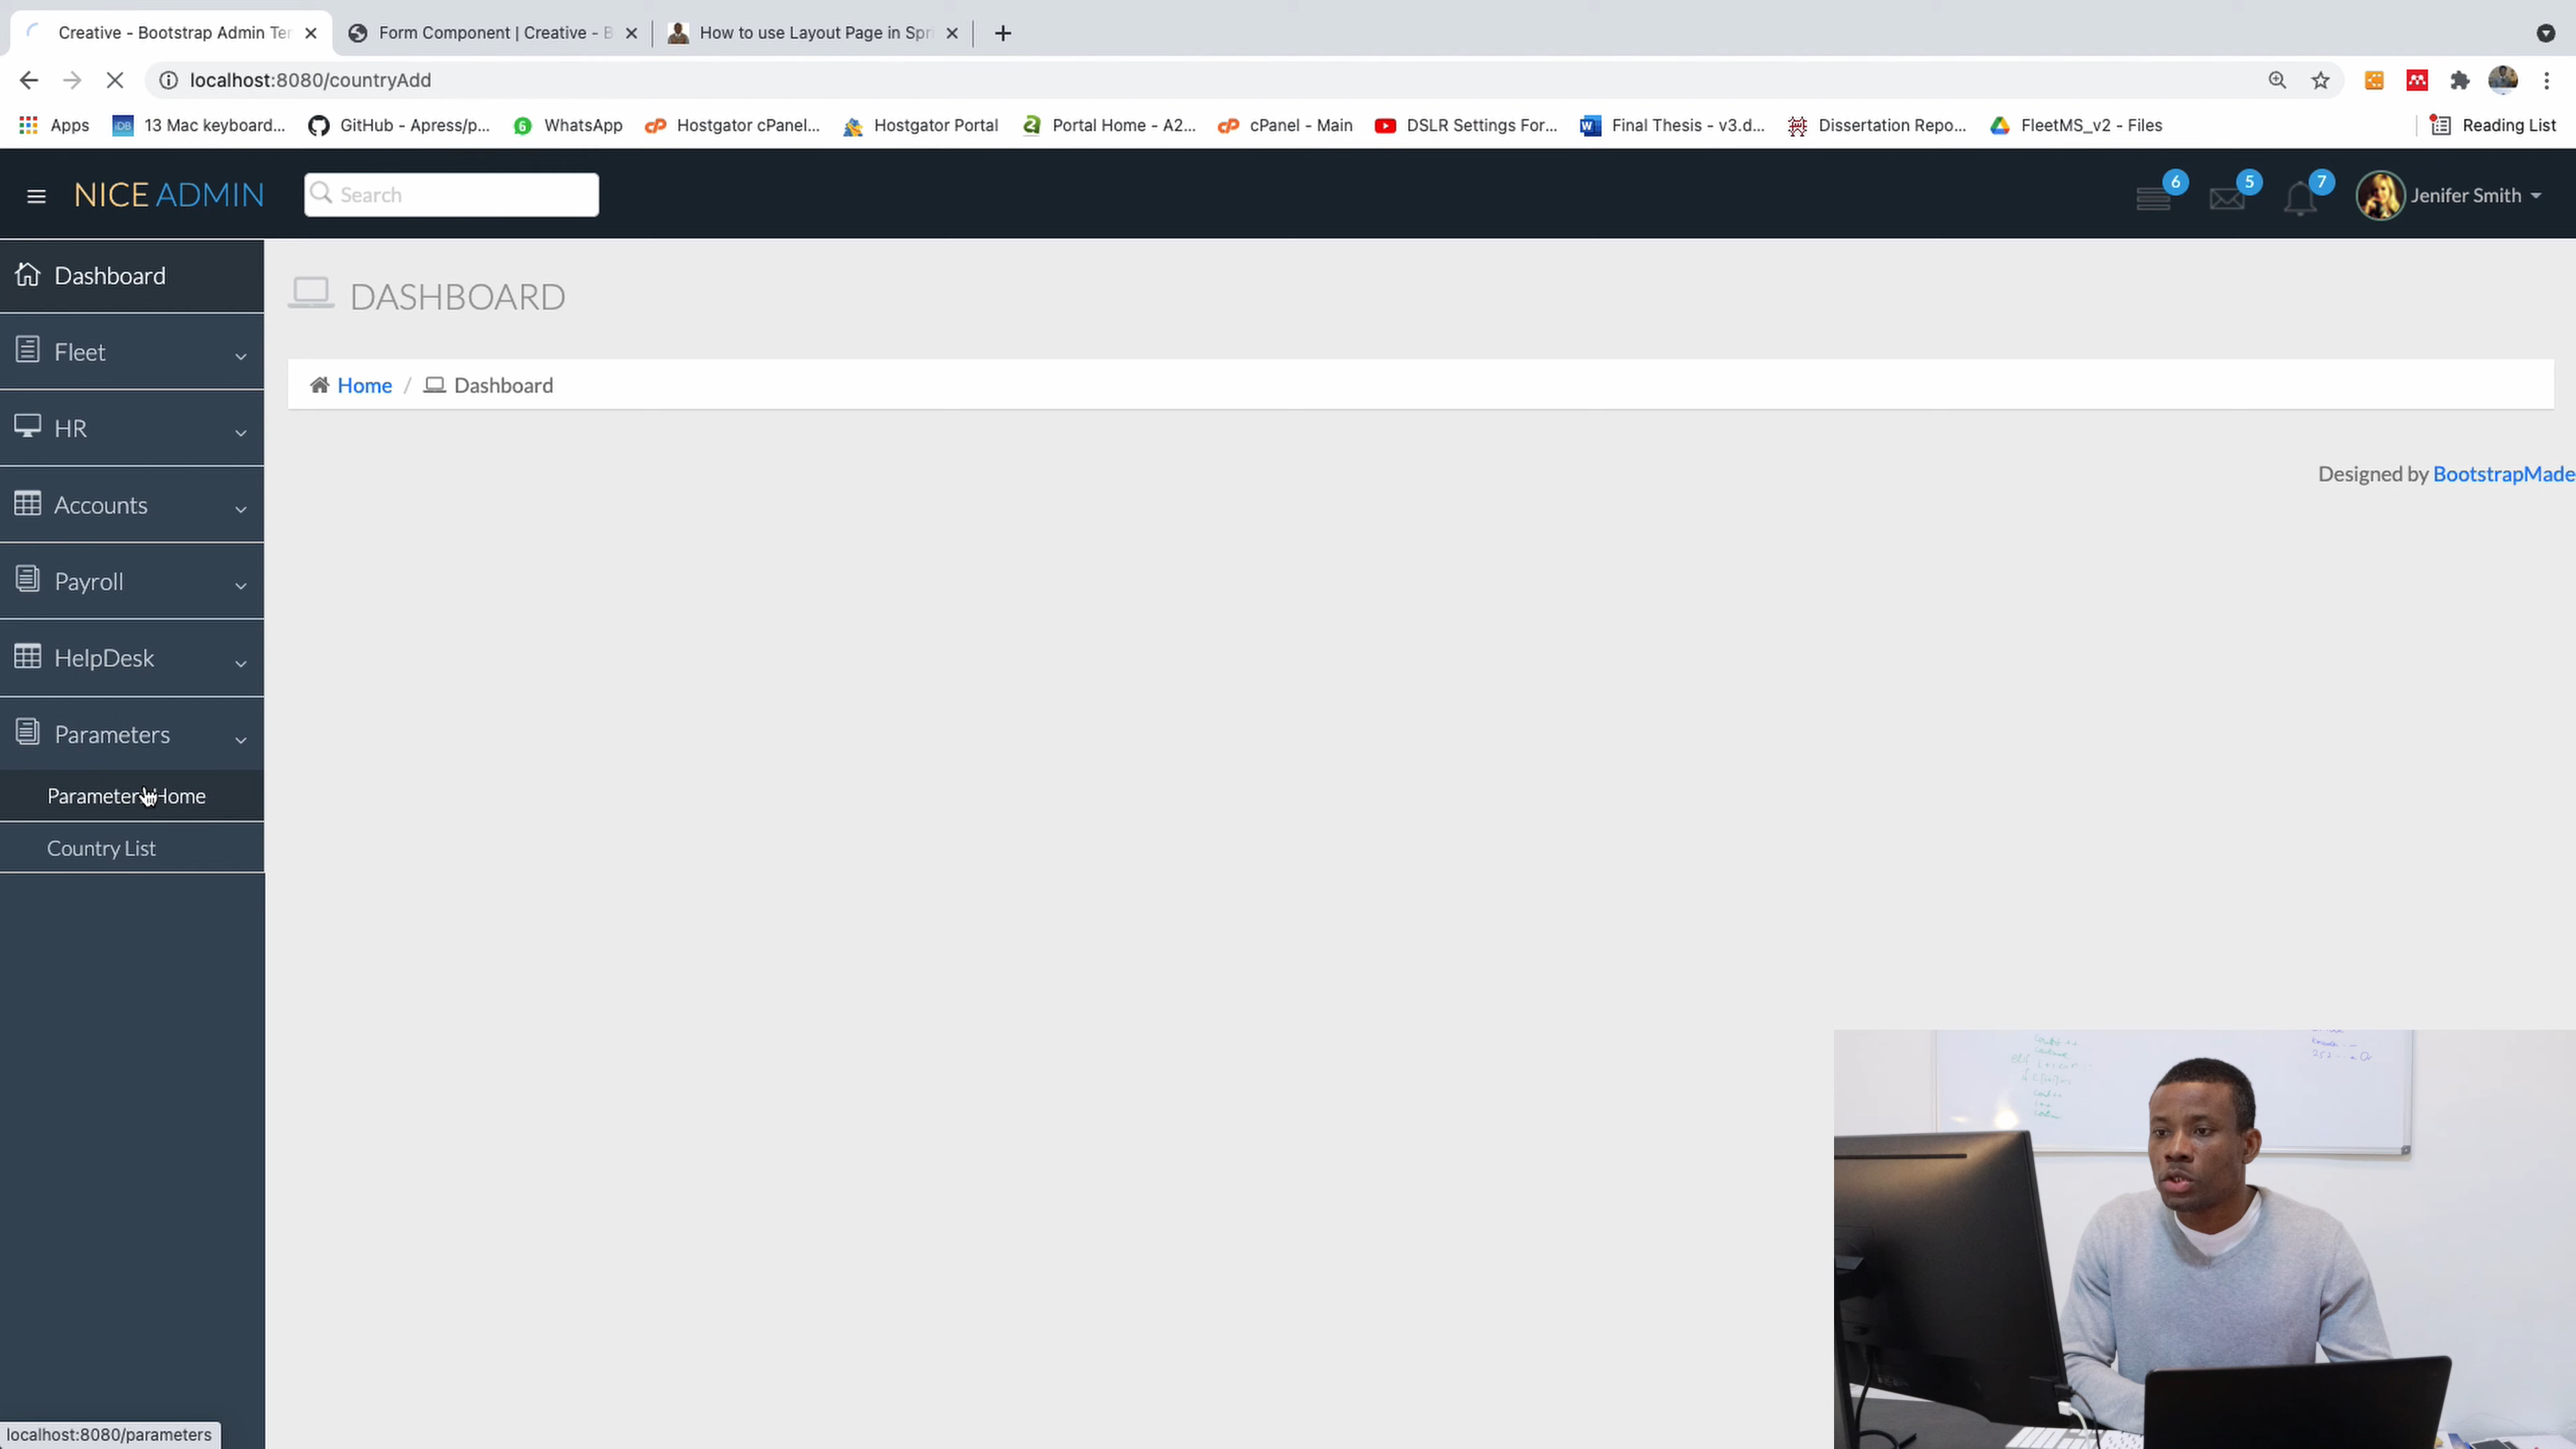 Creative - Bootstrap Admin Ter
Form Component | Creative - B
How to use Layout Page in Spri
localhost:8080/countryAdd
Apps
13 Mac keyboard...
GitHub - Apress/p...
WhatsApp
Hostgator cPanel...
Hostgator Portal
Portal Home - A2...
cPanel - Main
DSLR Settings For...
Final Thesis - v3.d...
Dissertation Repo...
FleetMS_v2 - Files
Reading List
NICE ADMIN
Search
6
5
7
Jenifer Smith
Dashboard
Fleet
HR
Accounts
Payroll
HelpDesk
Parameters
Home
Country List
DASHBOARD
Home / Dashboard
Designed by BootstrapMade
localhost:8080/parameters